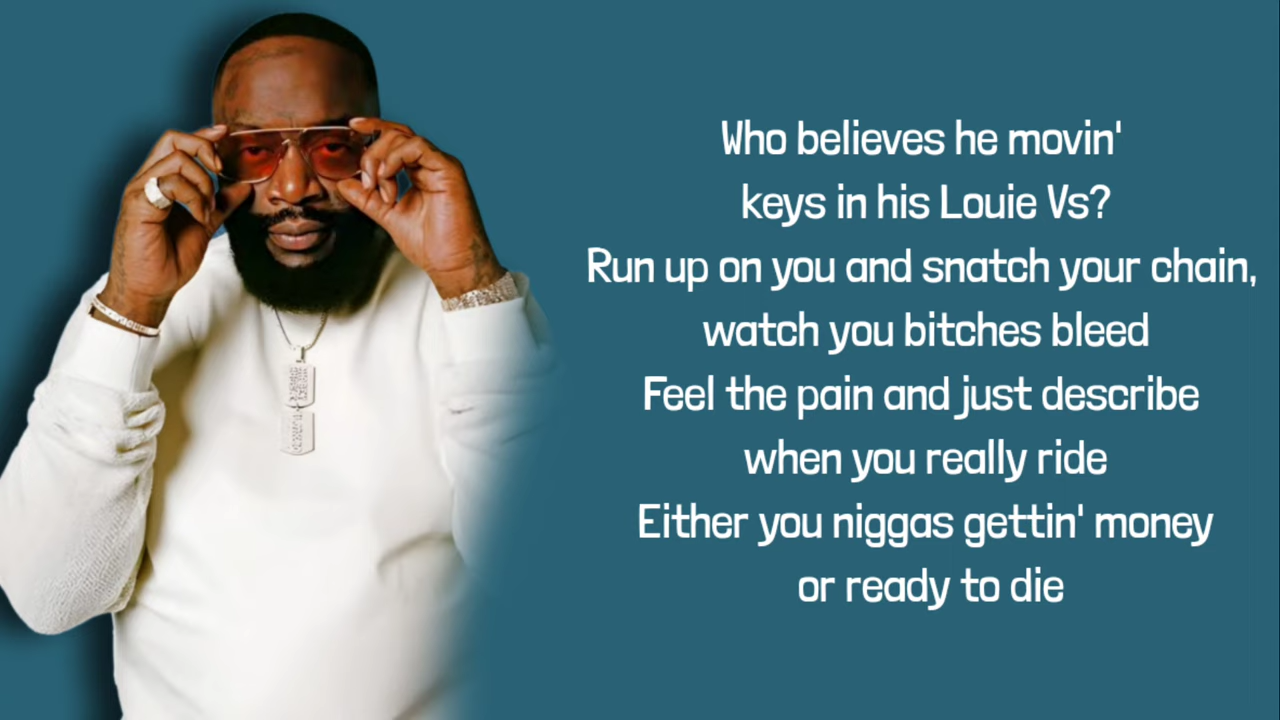 Who believes he movin'
keys in his Louie Vs?
Run up on you and snatch your chain,
watch you bitches bleed
Feel the pain and just describe
when you really ride
Either you niggas gettin' money
or ready to die